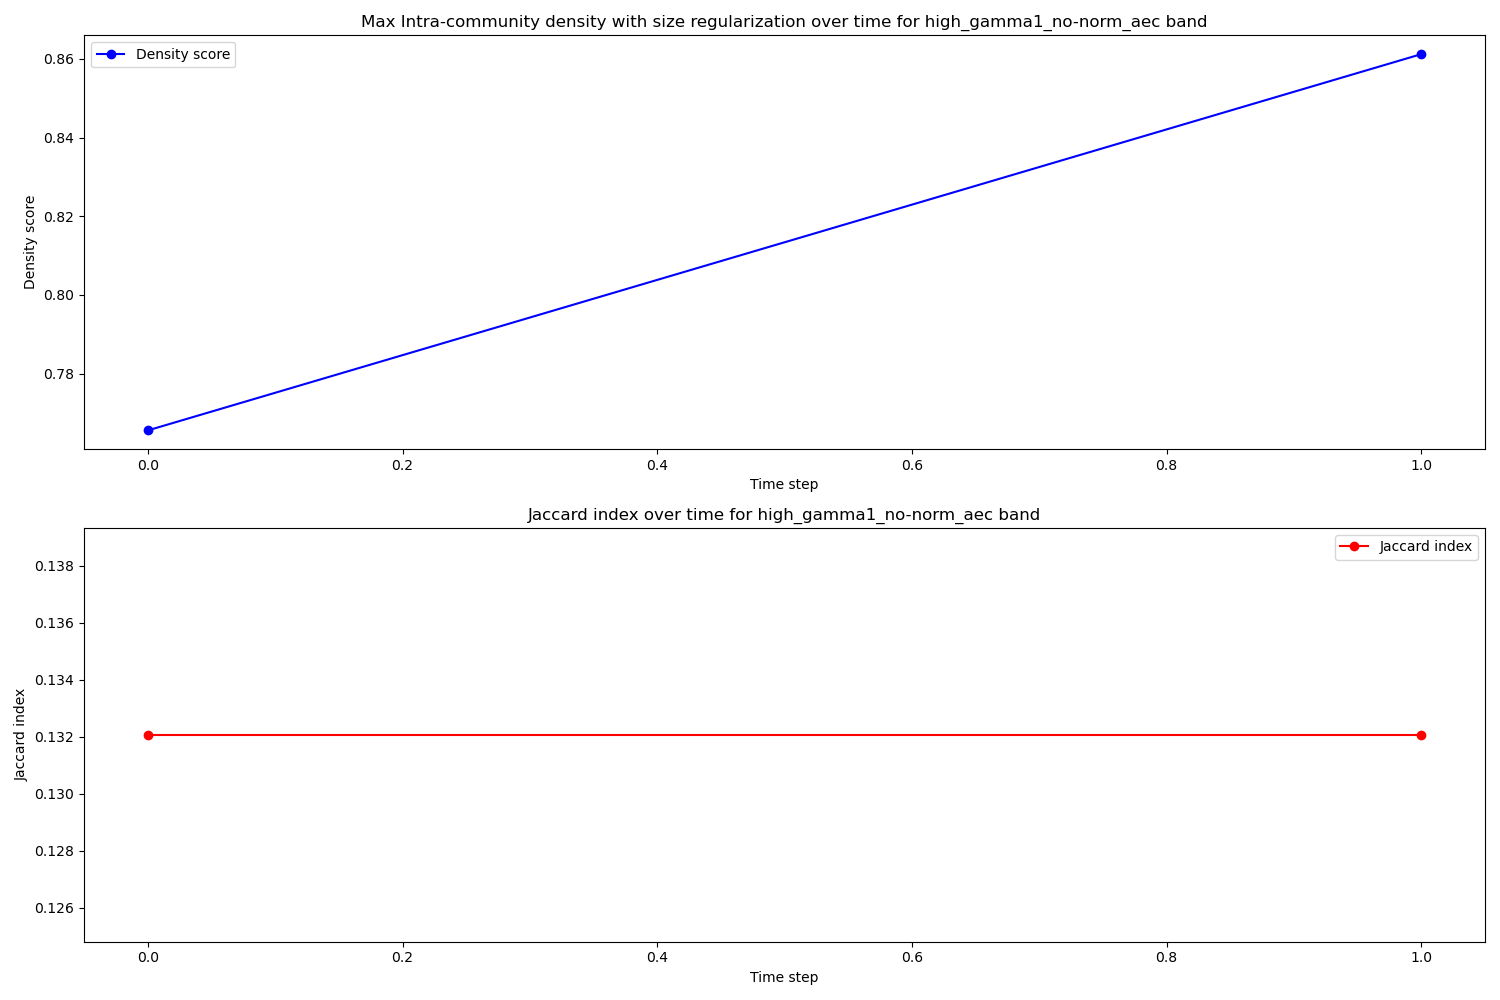 Max Intra-community density with size regularization over time for high_gamma1_no-norm_aec band
Density score
0.86
0.84
0.82
0.80
0.78
Density score
0.0 0.2 0.4 0.6 0.8 1.0
Time step
Jaccard index over time for high_gamma1_no-norm_aec band
Jaccard index
0.138
0.136
0.134
0.132
0.130
0.128
0.126
Jaccard index
0.0 0.2 0.4 0.6 0.8 1.0
Time step